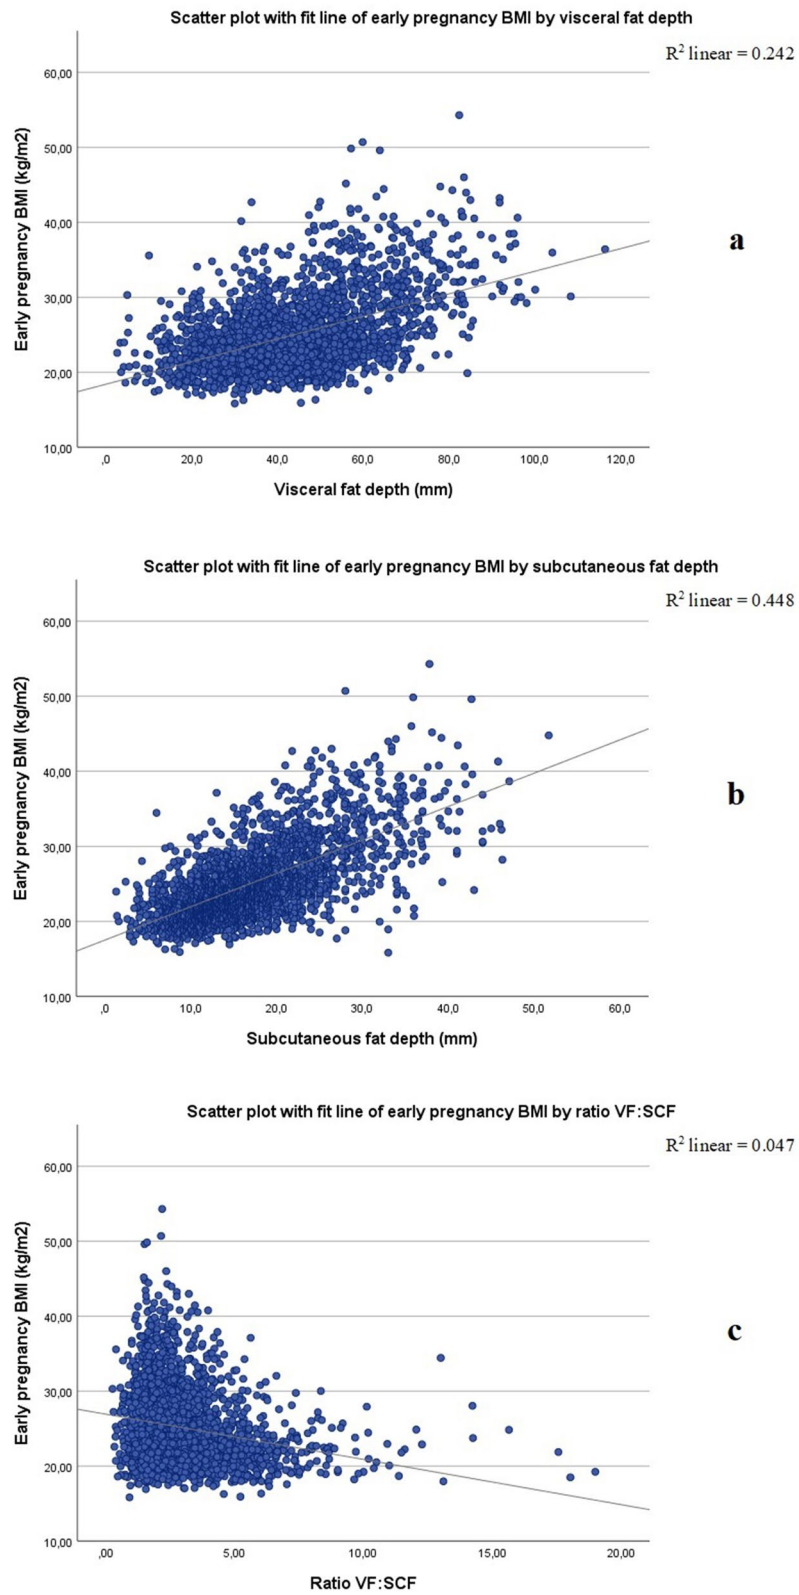 Scatter plot with fit line of early pregnancy BMI by visceral fat depth
R² linear = 0.242
Early pregnancy BMI (kg/m2)
60,00
50,00
40,00
30,00
20,00
10,00
a
,0 20,0 40,0 60,0 80,0 100,0 120,0
Visceral fat depth (mm)
Scatter plot with fit line of early pregnancy BMI by subcutaneous fat depth
R² linear = 0.448
Early pregnancy BMI (kg/m2)
60,00
50,00
40,00
30,00
20,00
10,00
b
,0 10,0 20,0 30,0 40,0 50,0 60,0
Subcutaneous fat depth (mm)
Scatter plot with fit line of early pregnancy BMI by ratio VF:SCF
R² linear = 0.047
Early pregnancy BMI (kg/m2)
60,00
50,00
40,00
30,00
20,00
10,00
c
,00 5,00 10,00 15,00 20,00
Ratio VF:SCF